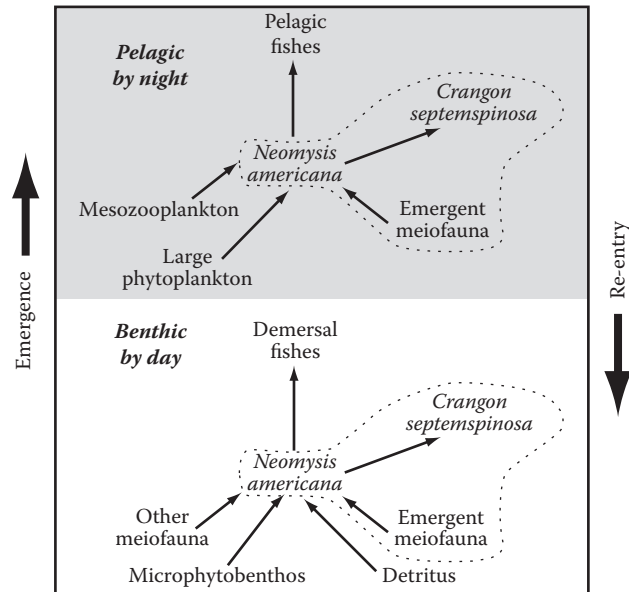 Pelagic
fishes
Pelagic
by night
Crangon
septemspinosa
Neomysis
americana
Mesozooplankton
Emergent
meiofauna
Large
phytoplankton
Emergence
Re-entry
Benthic
by day
Demersal
fishes
Crangon
septemspinosa
Neomysis
americana
Other
meiofauna
Emergent
meiofauna
Microphytobenthos
Detritus